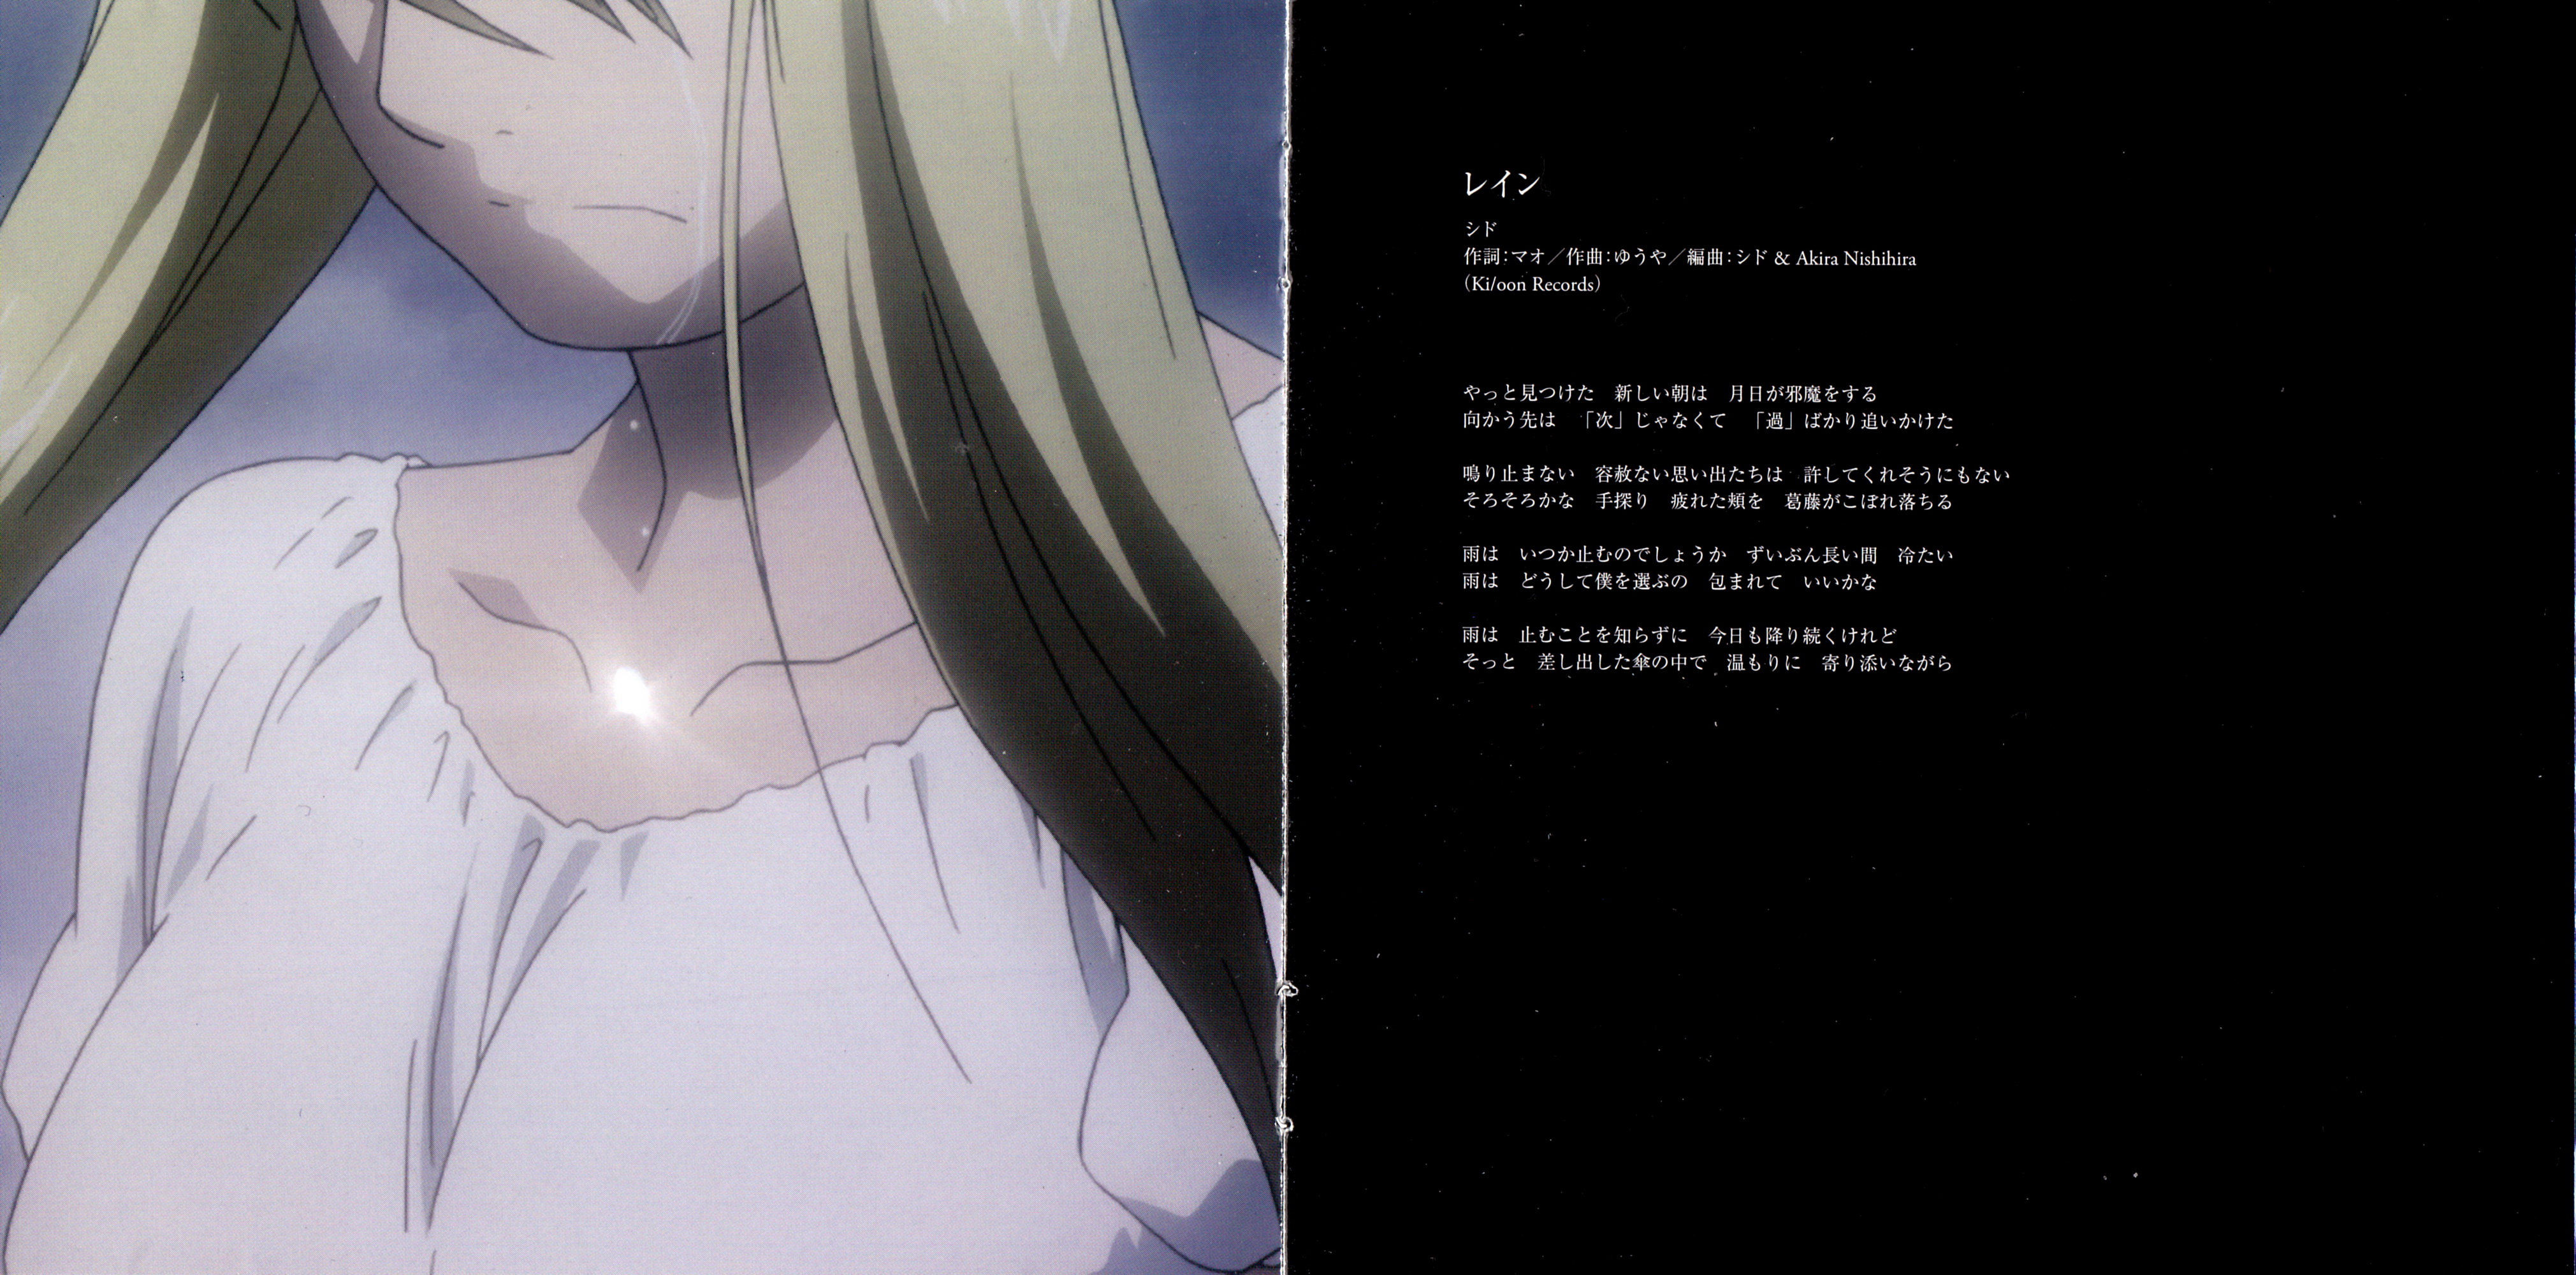 レイン
シド
作詞：マオ／作曲：ゆうや／編曲：シド & Akira Nishihira
（Ki/oon Records）
やっと見つけた　新しい朝は　月日が邪魔をする
向かう先は　「次」じゃなくて　「過」ばかり追いかけた
鳴り止まない　容赦ない思い出たちは　許してくれそうにもない
そろそろかな　手探り　疲れた頬を　葛藤がこぼれ落ちる
雨は　いつか止むのでしょうか　ずいぶん長い間　冷たい
雨は　どうして僕を選ぶの　包まれて　いいかな
雨は　止むことを知らずに　今日も降り続くけれど
そっと　差し出した傘の中で　温もりに　寄り添いながら